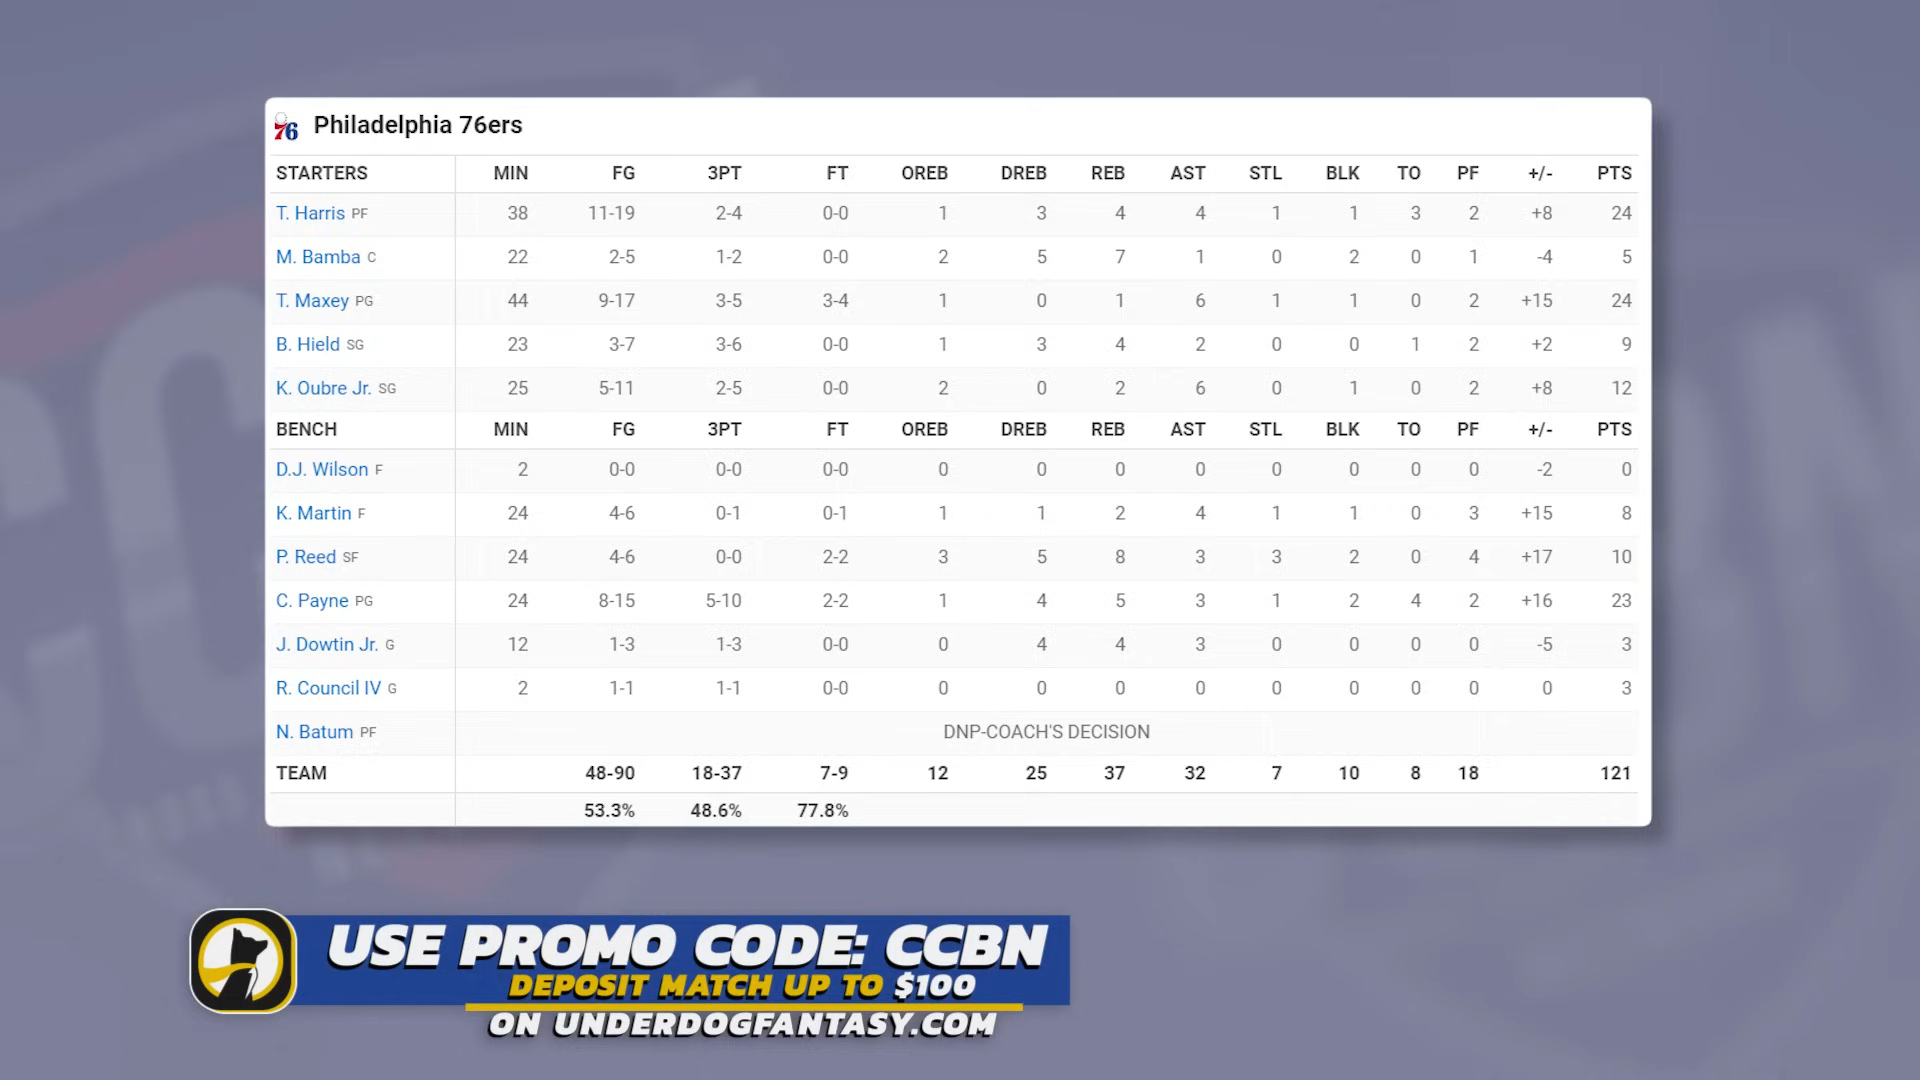 76 Philadelphia 76ers
STARTERS MIN FG 3PT FT OREB DREB REB AST STL BLK TO PF +/- PTS
T. Harris PF 38 11-19 2-4 0-0 1 3 4 4 1 1 3 2 +8 24
M. Bamba C 22 2-5 1-2 0-0 2 5 7 1 0 2 0 1 -4 5
T. Maxey PG 44 9-17 3-5 3-4 1 0 1 6 1 1 0 2 +15 24
B. Hield SG 23 3-7 3-6 0-0 1 3 4 2 0 0 1 2 +2 9
K. Oubre Jr. SG 25 5-11 2-5 0-0 2 0 2 6 0 1 0 2 +8 12
BENCH MIN FG 3PT FT OREB DREB REB AST STL BLK TO PF +/- PTS
D.J. Wilson F 2 0-0 0-0 0-0 0 0 0 0 0 0 0 0 -2 0
K. Martin F 24 4-6 0-1 0-1 1 1 2 4 1 1 0 3 +15 8
P. Reed SF 24 4-6 0-0 2-2 3 5 8 3 3 2 0 4 +17 10
C. Payne PG 24 8-15 5-10 2-2 1 4 5 3 1 2 4 2 +16 23
J. Dowtin Jr. G 12 1-3 1-3 0-0 0 4 4 3 0 0 0 0 -5 3
R. Council IV G 2 1-1 1-1 0-0 0 0 0 0 0 0 0 0 0 3
N. Batum PF DNP-COACH'S DECISION
TEAM 48-90 18-37 7-9 12 25 37 32 7 10 8 18 121
53.3% 48.6% 77.8%
USE PROMO CODE: CCBN
DEPOSIT MATCH UP TO $100
ON UNDERDOGFANTASY.COM